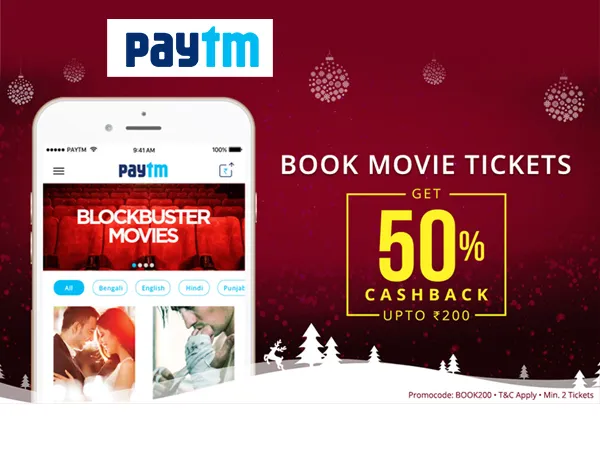 paytm
PAYTM
9:41 AM
100%
paytm
BLOCKBUSTER
MOVIES
All
Bengali
English
Hindi
Punjab
BOOK MOVIE TICKETS
GET
50%
CASHBACK
UPTO ₹200
Promocode: BOOK200 • T&C Apply • Min. 2 Tickets